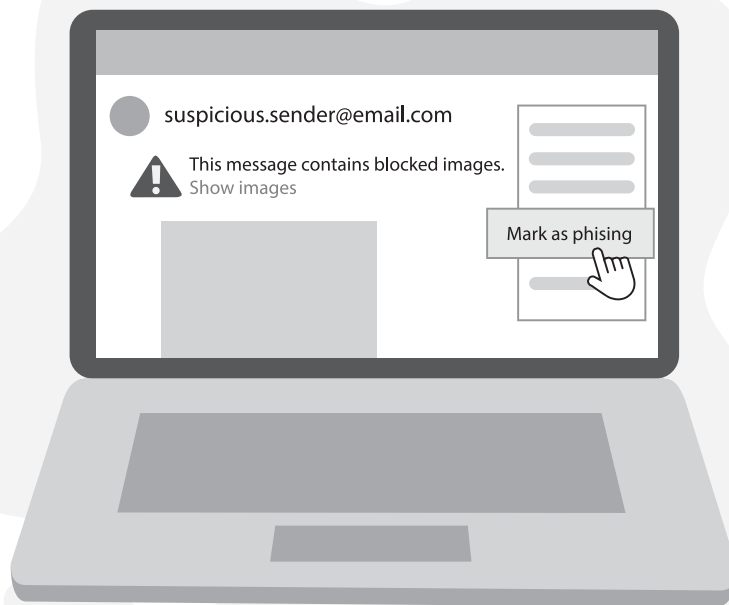 suspicious.sender@email.com
This message contains blocked images.
Show images
Mark as phising